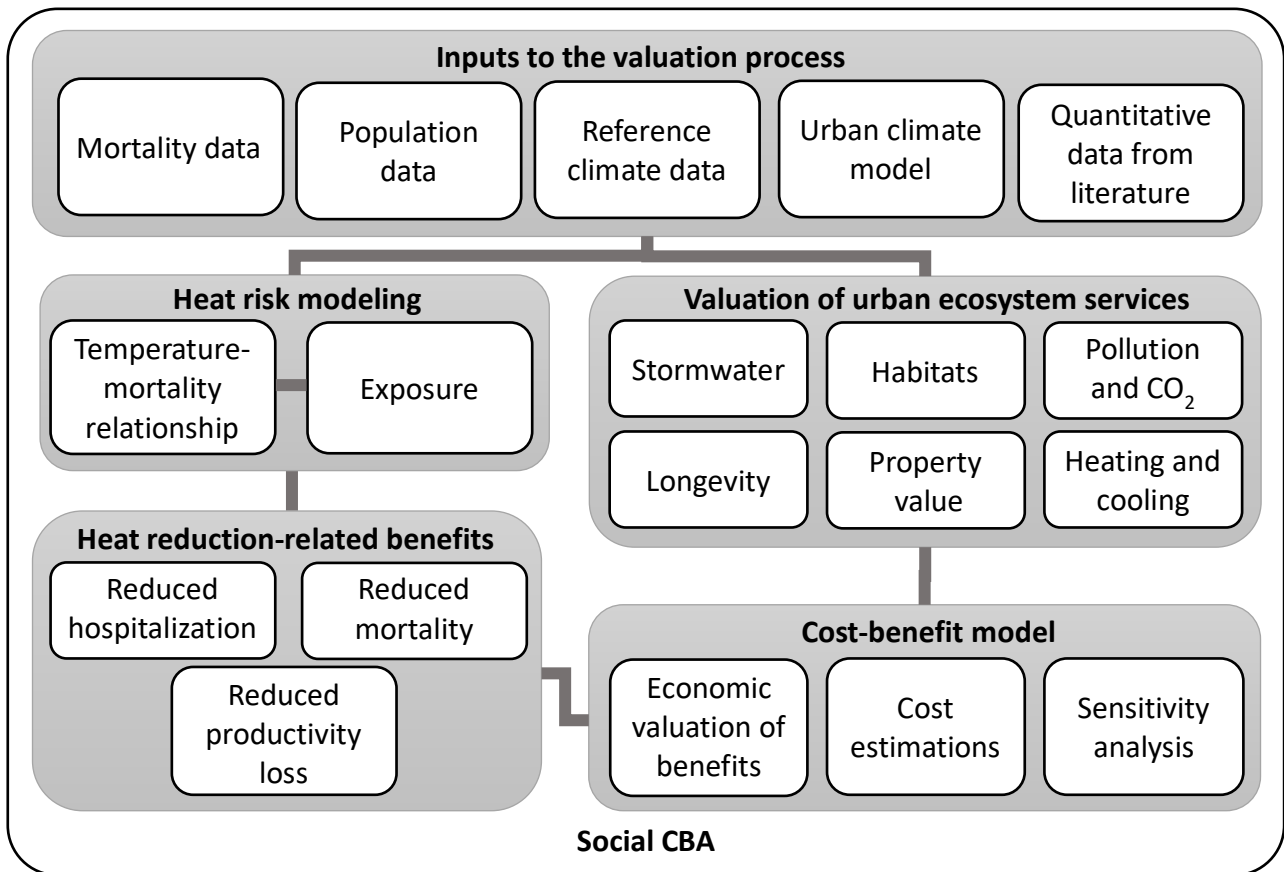 Inputs to the valuation process
Mortality data
Population
data
Reference
climate data
Urban climate
model
Quantitative
data from
literature
Heat risk modeling
Temperature-
mortality
relationship
Exposure
Valuation of urban ecosystem services
Stormwater
Habitats
Pollution
and CO₂
Longevity
Property
value
Heating and
cooling
Heat reduction-related benefits
Reduced
hospitalization
Reduced
mortality
Reduced
productivity
loss
Cost-benefit model
Economic
valuation of
benefits
Cost
estimations
Sensitivity
analysis
Social CBA